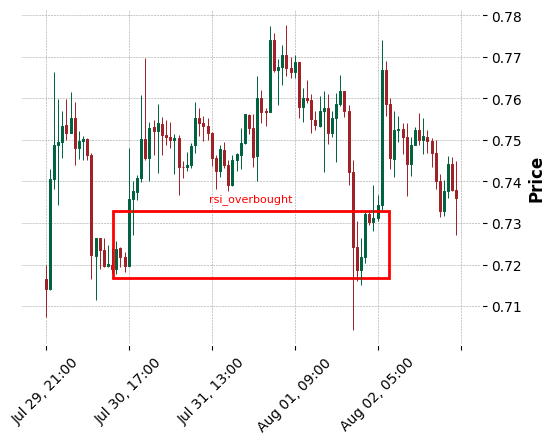 0.78
0.77
0.76
0.75
0.74
0.73
0.72
0.71
Price
rsi_overbought
Jul 29, 21:00
Jul 30, 17:00
Jul 31, 13:00
Aug 01, 09:00
Aug 02, 05:00